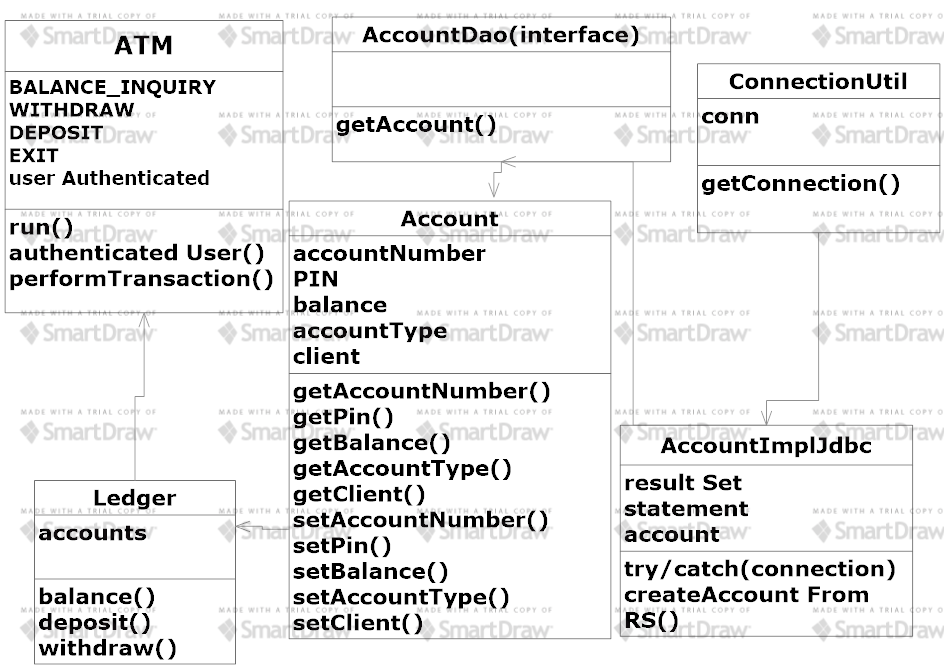 ATM
BALANCE_INQUIRY
WITHDRAW
DEPOSIT
EXIT
user Authenticated
run()
authenticated User()
performTransaction()
AccountDao(interface)
getAccount()
ConnectionUtil
conn
getConnection()
Account
accountNumber
PIN
balance
accountType
client
getAccountNumber()
getPin()
getBalance()
getAccountType()
getClient()
setAccountNumber()
setPin()
setBalance()
setAccountType()
setClient()
Ledger
accounts
balance()
deposit()
withdraw()
AccountImplJdbc
result Set
statement
account
try/catch(connection)
createAccount From
RS()
MADE WITH A TRIAL COPY OF
SmartDraw